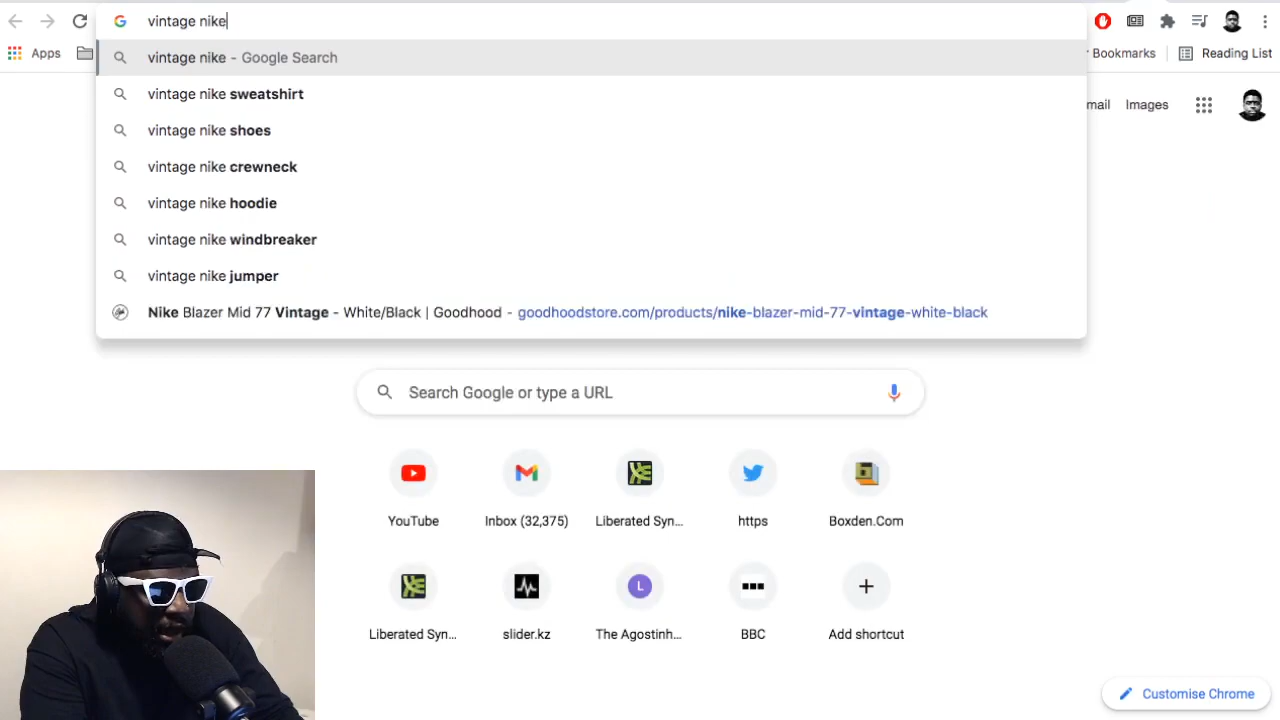 vintage nike
Apps
Bookmarks
Reading List
vintage nike - Google Search
vintage nike sweatshirt
mail Images
vintage nike shoes
vintage nike crewneck
vintage nike hoodie
vintage nike windbreaker
vintage nike jumper
Nike Blazer Mid 77 Vintage - White/Black | Goodhood - goodhoodstore.com/products/nike-blazer-mid-77-vintage-white-black
Search Google or type a URL
YouTube
Inbox (32,375)
Liberated Syn...
https
Boxden.Com
L
Liberated Syn...
slider.kz
The Agostinh...
BBC
Add shortcut
Customise Chrome